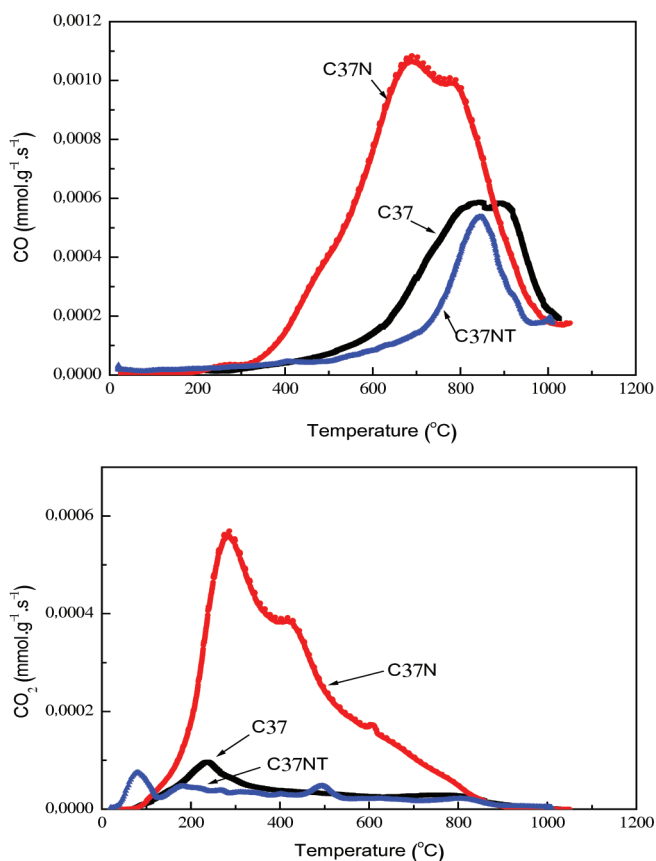 0,0012
0,0010
0,0008
0,0006
0,0004
0,0002
0,0000
CO (mmol.g⁻¹.s⁻¹)
C37N
C37
C37NT
0 200 400 600 800 1000 1200
Temperature (°C)
0,0006
0,0004
0,0002
0,0000
CO₂ (mmol.g⁻¹.s⁻¹)
C37N
C37
C37NT
0 200 400 600 800 1000 1200
Temperature (°C)